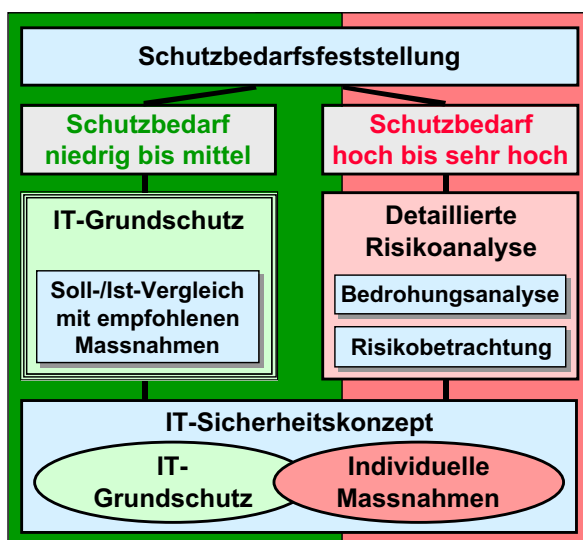 Schutzbedarfsfeststellung
Schutzbedarf
niedrig bis mittel
Schutzbedarf
hoch bis sehr hoch
IT-Grundschutz
Soll-/Ist-Vergleich
mit empfohlenen
Massnahmen
Detaillierte
Risikoanalyse
Bedrohungsanalyse
Risikobetrachtung
IT-Sicherheitskonzept
IT-
Grundschutz
Individuelle
Massnahmen